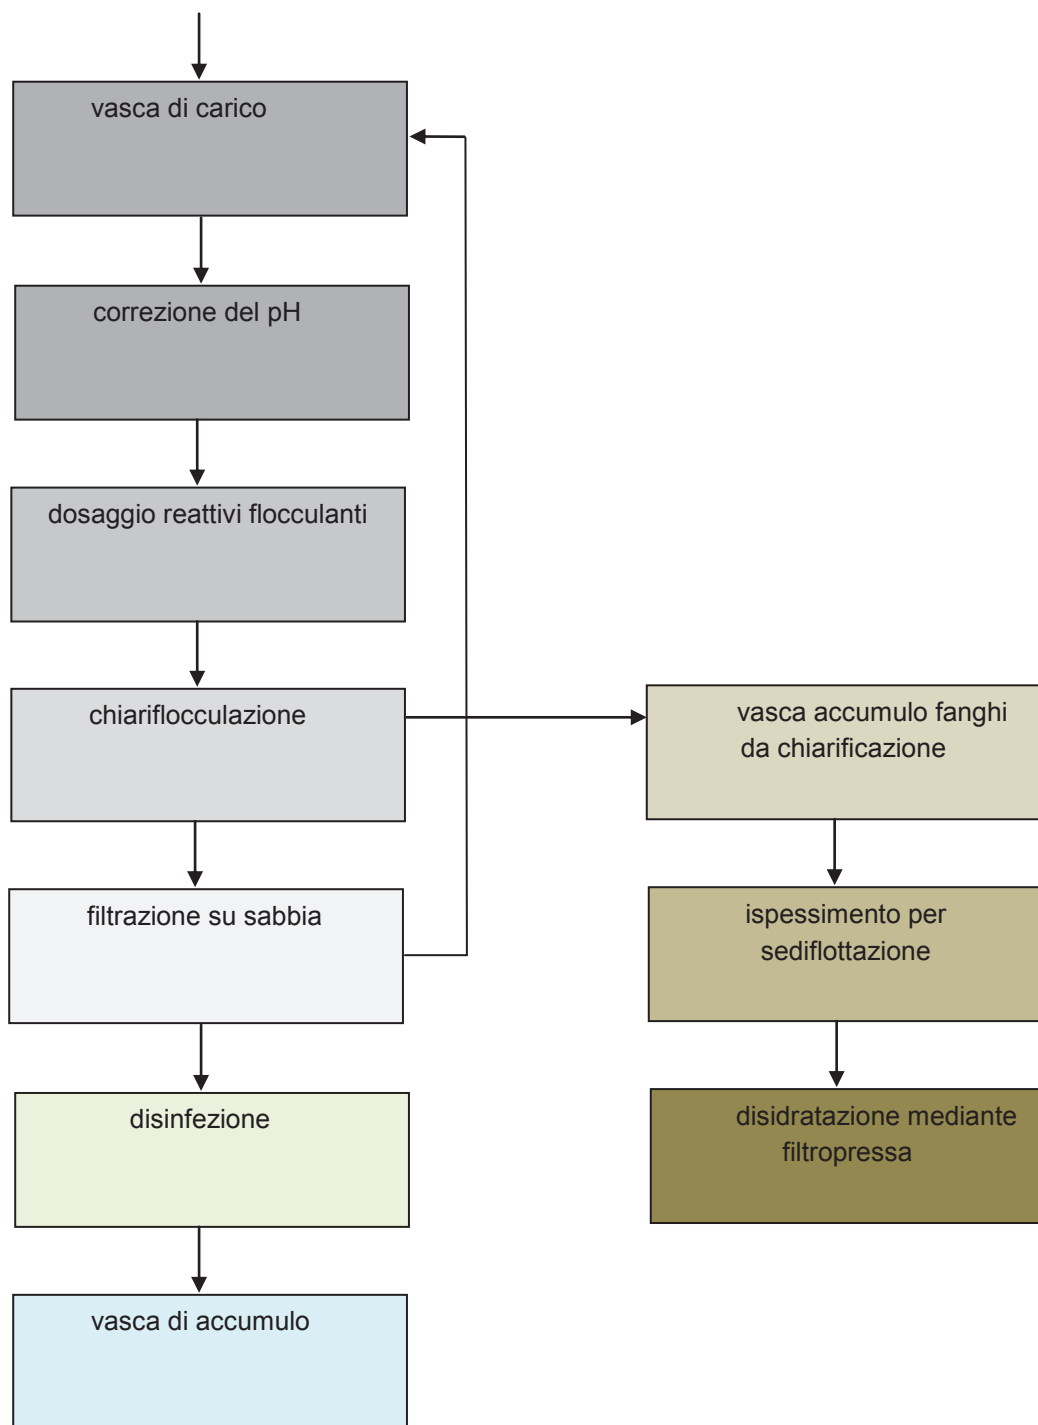 vasca di carico
correzione del pH
dosaggio reattivi flocculanti
chiariflocculazione
filtrazione su sabbia
disinfezione
vasca di accumulo
vasca accumulo fanghi
da chiarificazione
ispessimento per
sediflottazione
disidratazione mediante
filtropressa